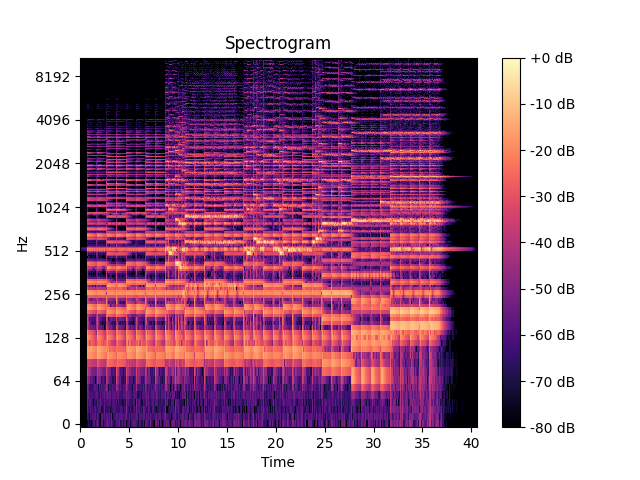 Spectrogram
Hz
8192
4096
2048
1024
512
256
128
64
0
0 5 10 15 20 25 30 35 40
Time
+0 dB
-10 dB
-20 dB
-30 dB
-40 dB
-50 dB
-60 dB
-70 dB
-80 dB